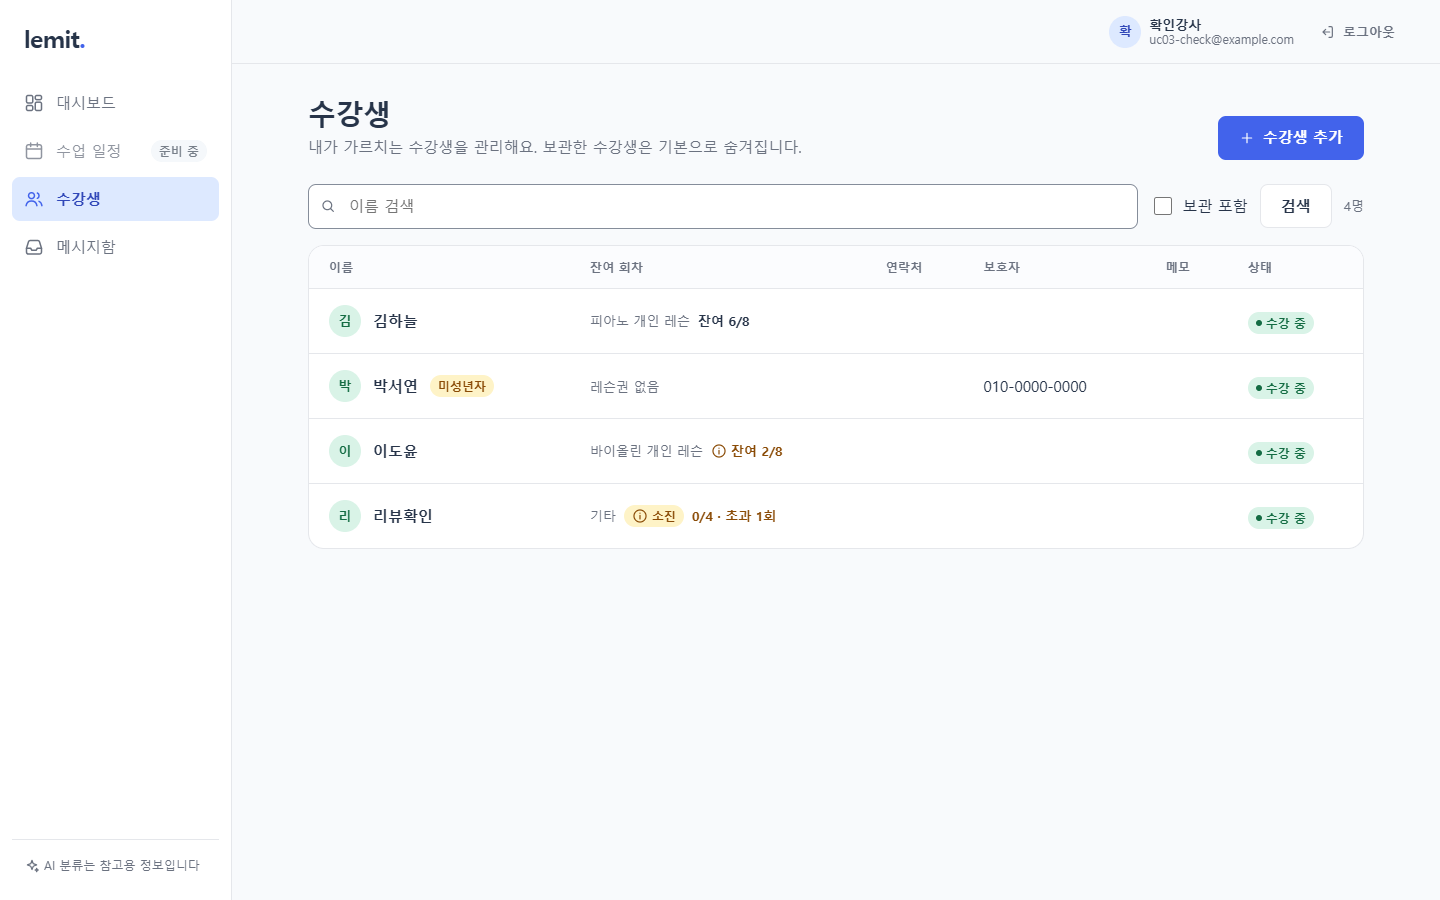 lemit.
대시보드
수업 일정 준비 중
수강생
메시지함
AI 분류는 참고용 정보입니다
확 확인강사
uc03-check@example.com
로그아웃
수강생
내가 가르치는 수강생을 관리해요. 보관한 수강생은 기본으로 숨겨집니다.
수강생 추가
이름 검색 보관 포함 검색 4명
이름 잔여 회차 연락처 보호자 메모 상태
김 김하늘 피아노 개인 레슨 잔여 6/8 수강 중
박 박서연 미성년자 레슨권 없음 010-0000-0000 수강 중
이 이도윤 바이올린 개인 레슨 잔여 2/8 수강 중
리 리뷰확인 기타 소진 0/4 · 초과 1회 수강 중